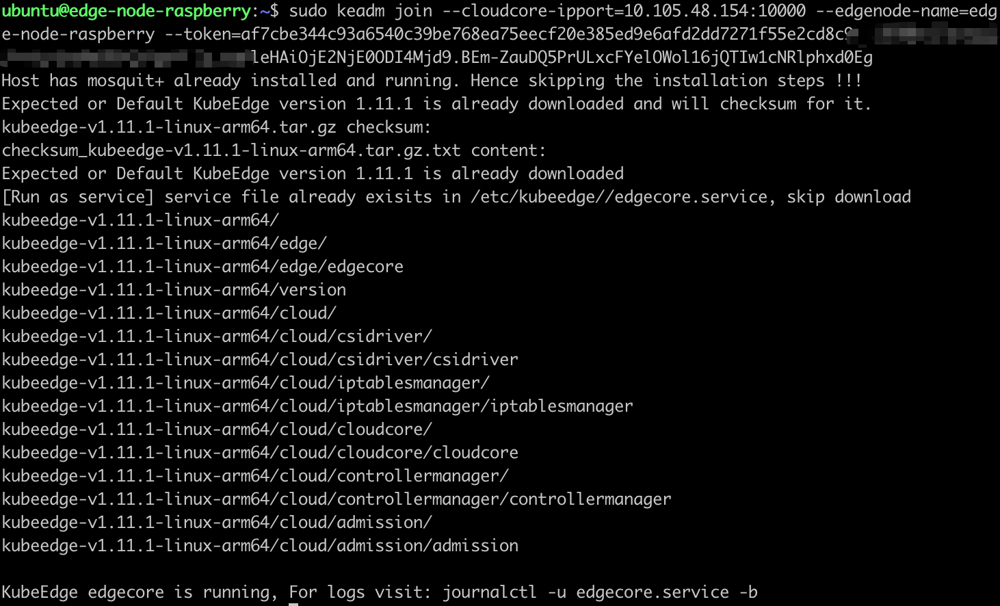 ubuntu@edge-node-raspberry:~$ sudo keadm join --cloudcore-ipport=10.105.48.154:10000 --edgenode-name=edg
e-node-raspberry --token=af7cbe344c93a6540c39be768ea75eecf20e385ed9e6afd2dd7271f55e2cd8c9
leHAiOjE2NjE0ODI4Mjd9.BEm-ZauDQ5PrULxcFYelOWol16jQTIw1cNRlphxd0Eg
Host has mosquit+ already installed and running. Hence skipping the installation steps !!!
Expected or Default KubeEdge version 1.11.1 is already downloaded and will checksum for it.
kubeedge-v1.11.1-linux-arm64.tar.gz checksum:
checksum_kubeedge-v1.11.1-linux-arm64.tar.gz.txt content:
Expected or Default KubeEdge version 1.11.1 is already downloaded
[Run as service] service file already exisits in /etc/kubeedge//edgecore.service, skip download
kubeedge-v1.11.1-linux-arm64/
kubeedge-v1.11.1-linux-arm64/edge/
kubeedge-v1.11.1-linux-arm64/edge/edgecore
kubeedge-v1.11.1-linux-arm64/version
kubeedge-v1.11.1-linux-arm64/cloud/
kubeedge-v1.11.1-linux-arm64/cloud/csidriver/
kubeedge-v1.11.1-linux-arm64/cloud/csidriver/csidriver
kubeedge-v1.11.1-linux-arm64/cloud/iptablesmanager/
kubeedge-v1.11.1-linux-arm64/cloud/iptablesmanager/iptablesmanager
kubeedge-v1.11.1-linux-arm64/cloud/cloudcore/
kubeedge-v1.11.1-linux-arm64/cloud/cloudcore/cloudcore
kubeedge-v1.11.1-linux-arm64/cloud/controllermanager/
kubeedge-v1.11.1-linux-arm64/cloud/controllermanager/controllermanager
kubeedge-v1.11.1-linux-arm64/cloud/admission/
kubeedge-v1.11.1-linux-arm64/cloud/admission/admission
KubeEdge edgecore is running, For logs visit: journalctl -u edgecore.service -b